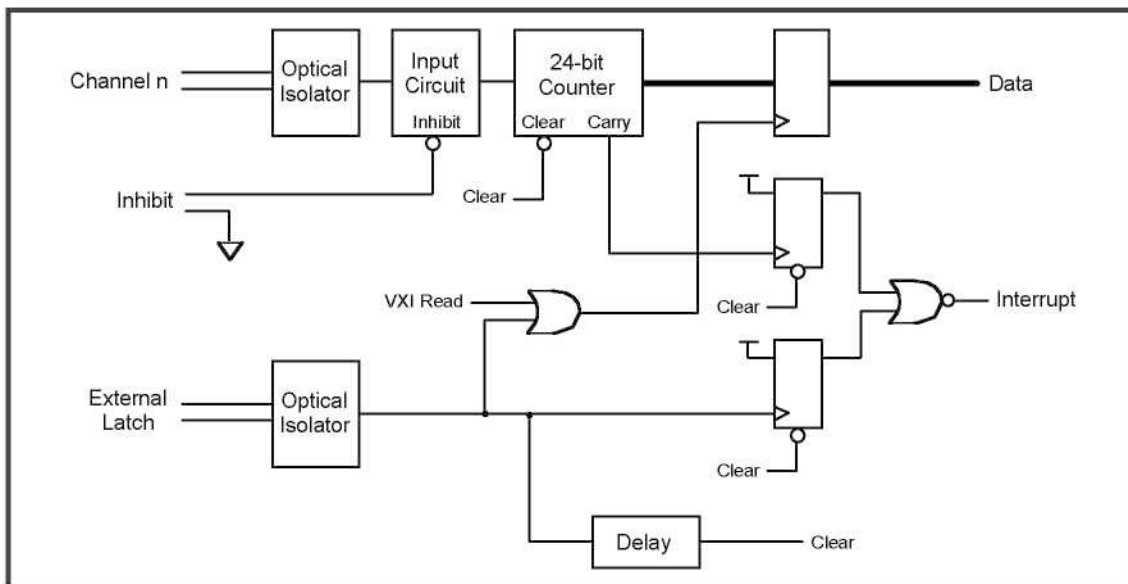 Channel n
Optical
Isolator
Input
Circuit
Inhibit
24-bit
Counter
Clear Carry
Data
Clear
Inhibit
VXI Read
Clear
Interrupt
External
Latch
Optical
Isolator
Clear
Delay
Clear